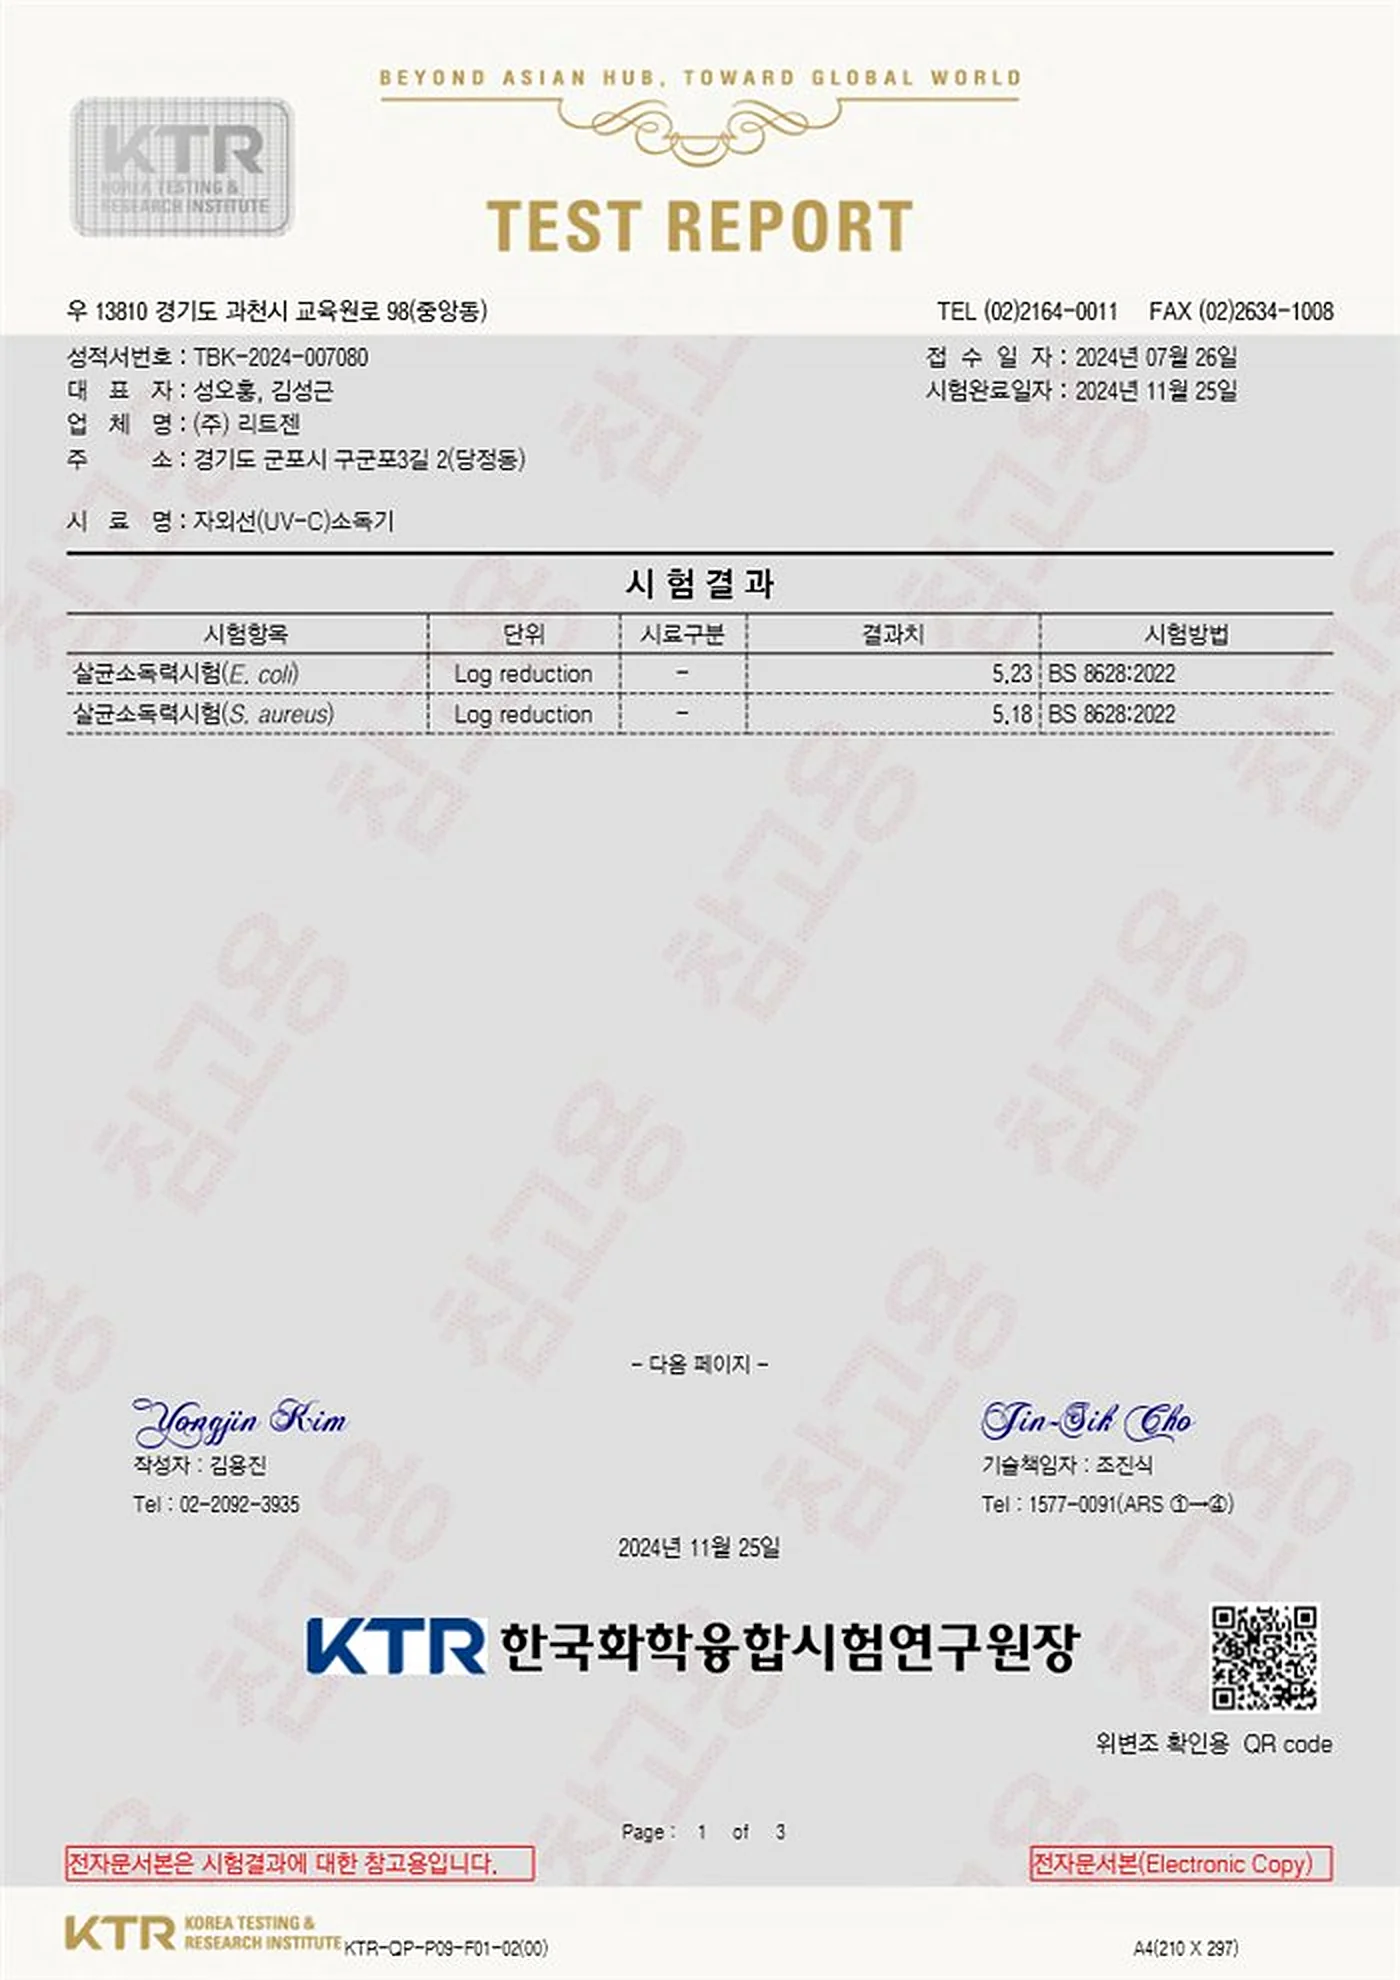 BEYOND ASIAN HUB, TOWARD GLOBAL WORLD
KTR
KOREA TESTING &
RESEARCH INSTITUTE
TEST REPORT
우 13810 경기도 과천시 교육원로 98(중앙동) TEL (02)2164-0011 FAX (02)2634-1008
성적서번호 : TBK-2024-007080 접 수 일 자 : 2024년 07월 26일
대 표 자 : 성오홍, 김성근 시험완료일자 : 2024년 11월 25일
업 체 명 : (주) 리트젠
주 소 : 경기도 군포시 구군포3길 2(당정동)
시 료 명 : 자외선(UV-C)소독기
시 험 결 과
시험항목 단위 시료구분 결과치 시험방법
살균소독력시험(E. coli) Log reduction - 5.23 BS 8628:2022
살균소독력시험(S. aureus) Log reduction - 5.18 BS 8628:2022
참고용
- 다음 페이지 -
Yongjin Kim Jin-Sik Cho
작성자 : 김용진 기술책임자 : 조진식
Tel : 02-2092-3935 Tel : 1577-0091(ARS ①→④)
2024년 11월 25일
KTR 한국화학융합시험연구원장
위변조 확인용 QR code
Page : 1 of 3
전자문서본은 시험결과에 대한 참고용입니다. 전자문서본(Electronic Copy)
KTR KOREA TESTING &
RESEARCH INSTITUTE KTR-QP-P09-F01-02(00) A4(210 X 297)